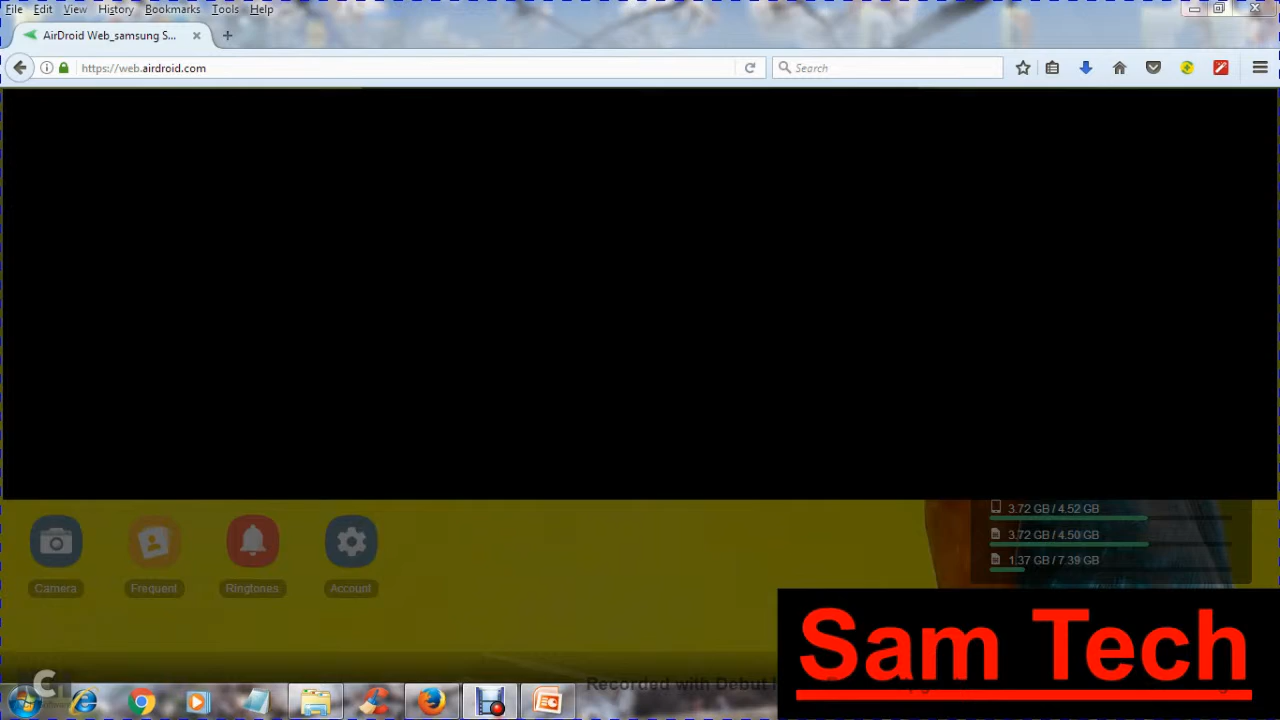 File Edit View History Bookmarks Tools Help
AirDroid Web_samsung S...
https://web.airdroid.com
Search
3.72 GB / 4.52 GB
3.72 GB / 4.50 GB
1.37 GB / 7.39 GB
Camera Frequent Ringtones Account
Sam Tech
Recorded with Debut